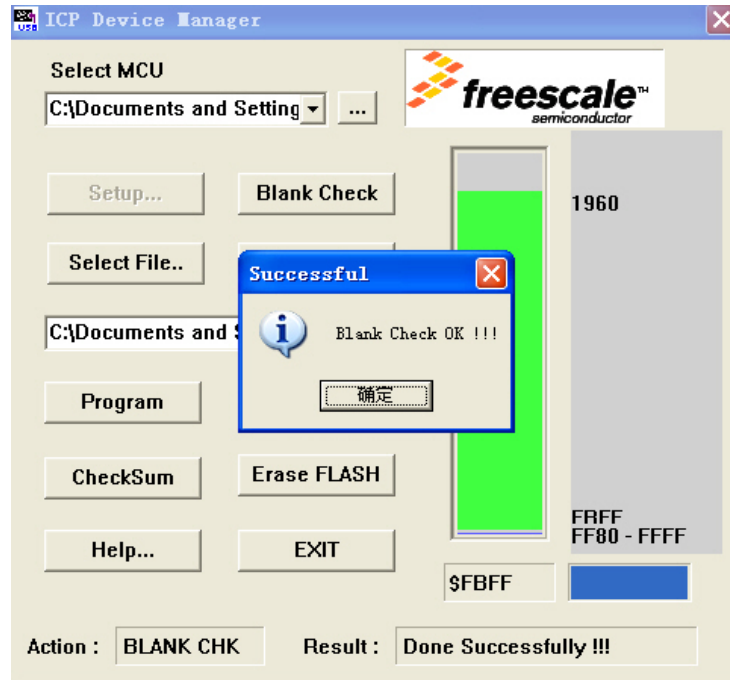 ICP Device Manager
Select MCU
C:\Documents and Setting
...
freescale™
semiconductor
Setup...
Blank Check
1960
Select File..
Successful
C:\Documents and
Blank Check OK !!!
确定
Program
CheckSum
Erase FLASH
FRFF
FF80 - FFFF
Help...
EXIT
$FBFF
Action :
BLANK CHK
Result :
Done Successfully !!!